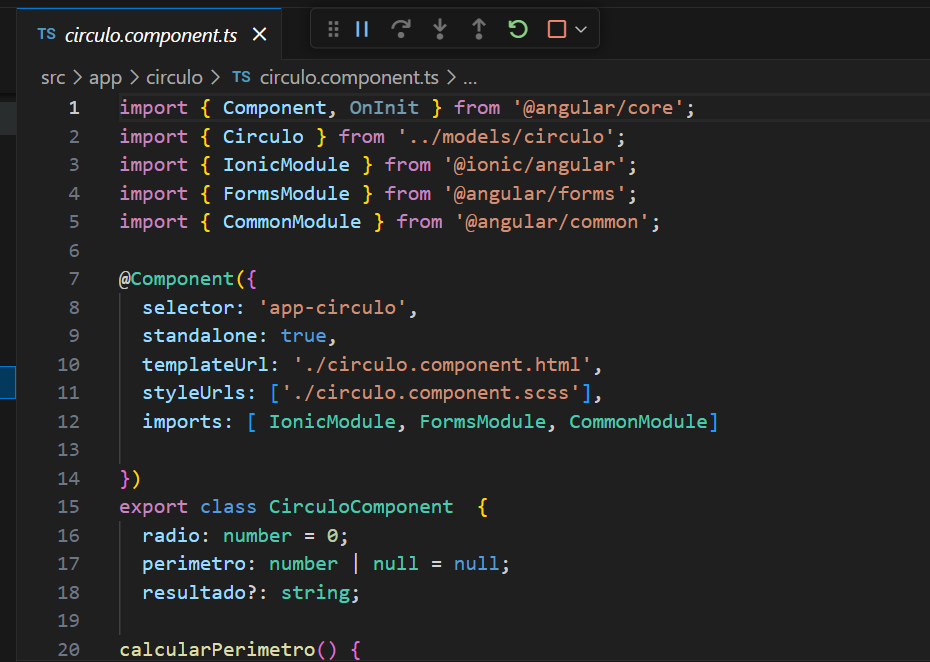 TS circulo.component.ts
src > app > circulo > TS circulo.component.ts > ...
1 import { Component, OnInit } from '@angular/core';
2 import { Circulo } from '../models/circulo';
3 import { IonicModule } from '@ionic/angular';
4 import { FormsModule } from '@angular/forms';
5 import { CommonModule } from '@angular/common';
6
7 @Component({
8   selector: 'app-circulo',
9   standalone: true,
10   templateUrl: './circulo.component.html',
11   styleUrls: ['./circulo.component.scss'],
12   imports: [ IonicModule, FormsModule, CommonModule]
13
14 })
15 export class CirculoComponent  {
16   radio: number = 0;
17   perimetro: number | null = null;
18   resultado?: string;
19
20 calcularPerimetro() {